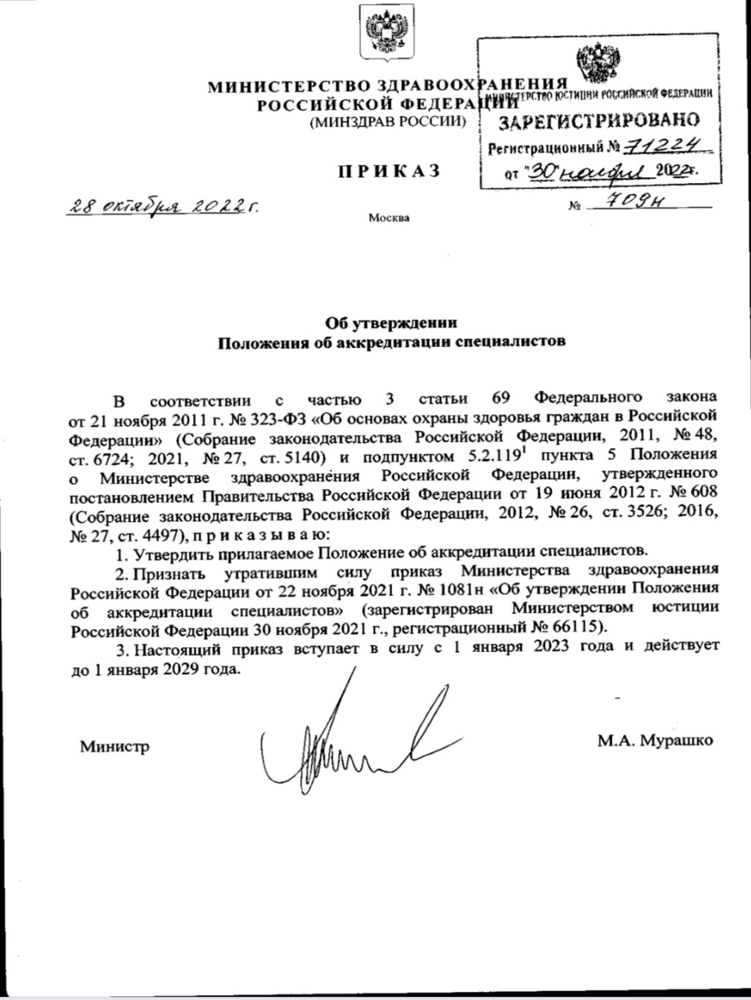 МИНИСТЕРСТВО ЗДРАВООХРАНЕНИЯ
РОССИЙСКОЙ ФЕДЕРАЦИИ
(МИНЗДРАВ РОССИИ)
МИНИСТЕРСТВО ЮСТИЦИИ РОССИЙСКОЙ ФЕДЕРАЦИИ
ЗАРЕГИСТРИРОВАНО
Регистрационный № 71224
от "30" ноября 2022г.
ПРИКАЗ
28 октября 2022 г.
№ 709н
Москва
Об утверждении
Положения об аккредитации специалистов
В соответствии с частью 3 статьи 69 Федерального закона
от 21 ноября 2011 г. № 323-ФЗ «Об основах охраны здоровья граждан в Российской
Федерации» (Собрание законодательства Российской Федерации, 2011, № 48,
ст. 6724; 2021, № 27, ст. 5140) и подпунктом 5.2.119¹ пункта 5 Положения
о Министерстве здравоохранения Российской Федерации, утвержденного
постановлением Правительства Российской Федерации от 19 июня 2012 г. № 608
(Собрание законодательства Российской Федерации, 2012, № 26, ст. 3526; 2016,
№ 27, ст. 4497), п р и к а з ы в а ю:
1. Утвердить прилагаемое Положение об аккредитации специалистов.
2. Признать утратившим силу приказ Министерства здравоохранения
Российской Федерации от 22 ноября 2021 г. № 1081н «Об утверждении Положения
об аккредитации специалистов» (зарегистрирован Министерством юстиции
Российской Федерации 30 ноября 2021 г., регистрационный № 66115).
3. Настоящий приказ вступает в силу с 1 января 2023 года и действует
до 1 января 2029 года.
Министр
М.А. Мурашко